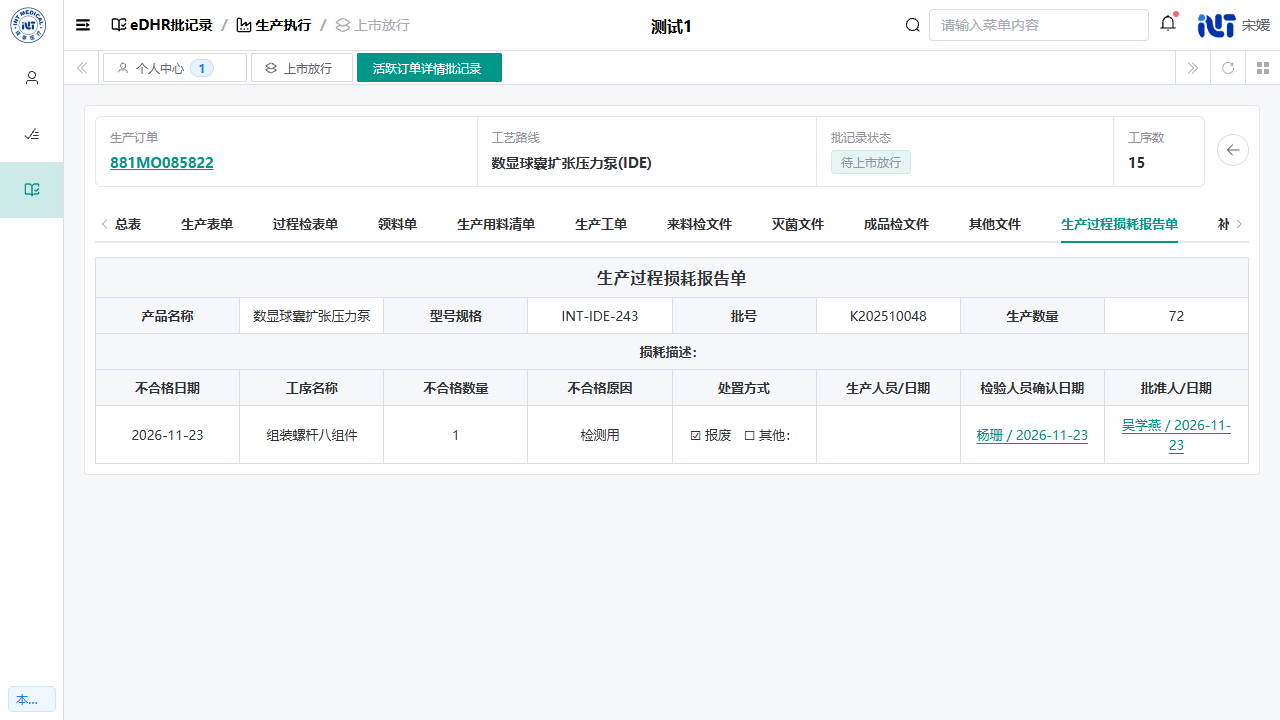 INT MEDICAL
eDHR批记录 / 生产执行 / 上市放行
测试1
请输入菜单内容
宋媛
个人中心 1
上市放行
活跃订单详情批记录
生产订单
881MO085822
工艺路线
数显球囊扩张压力泵(IDE)
批记录状态
待上市放行
工序数
15
总表 生产表单 过程检表单 领料单 生产用料清单 生产工单 来料检文件 灭菌文件 成品检文件 其他文件 生产过程损耗报告单 补
生产过程损耗报告单
产品名称 数显球囊扩张压力泵 型号规格 INT-IDE-243 批号 K202510048 生产数量 72
损耗描述:
不合格日期 工序名称 不合格数量 不合格原因 处置方式 生产人员/日期 检验人员确认日期 批准人/日期
2026-11-23 组装螺杆八组件 1 检测用 ☑ 报废 ☐ 其他: 杨珊 / 2026-11-23 吴学燕 / 2026-11-
23
本...